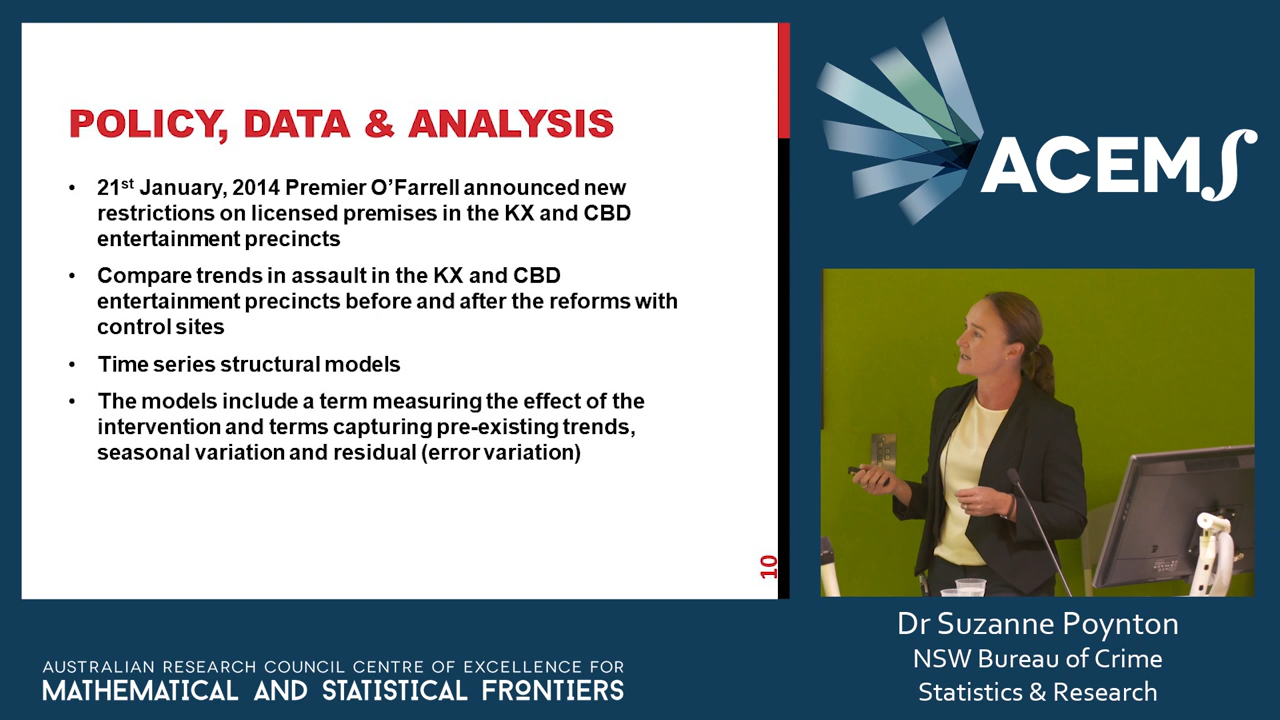 POLICY, DATA & ANALYSIS
• 21st January, 2014 Premier O’Farrell announced new
restrictions on licensed premises in the KX and CBD
entertainment precincts
• Compare trends in assault in the KX and CBD
entertainment precincts before and after the reforms with
control sites
• Time series structural models
• The models include a term measuring the effect of the
intervention and terms capturing pre-existing trends,
seasonal variation and residual (error variation)
10
ACEMS
Dr Suzanne Poynton
NSW Bureau of Crime
Statistics & Research
AUSTRALIAN RESEARCH COUNCIL CENTRE OF EXCELLENCE FOR
MATHEMATICAL AND STATISTICAL FRONTIERS